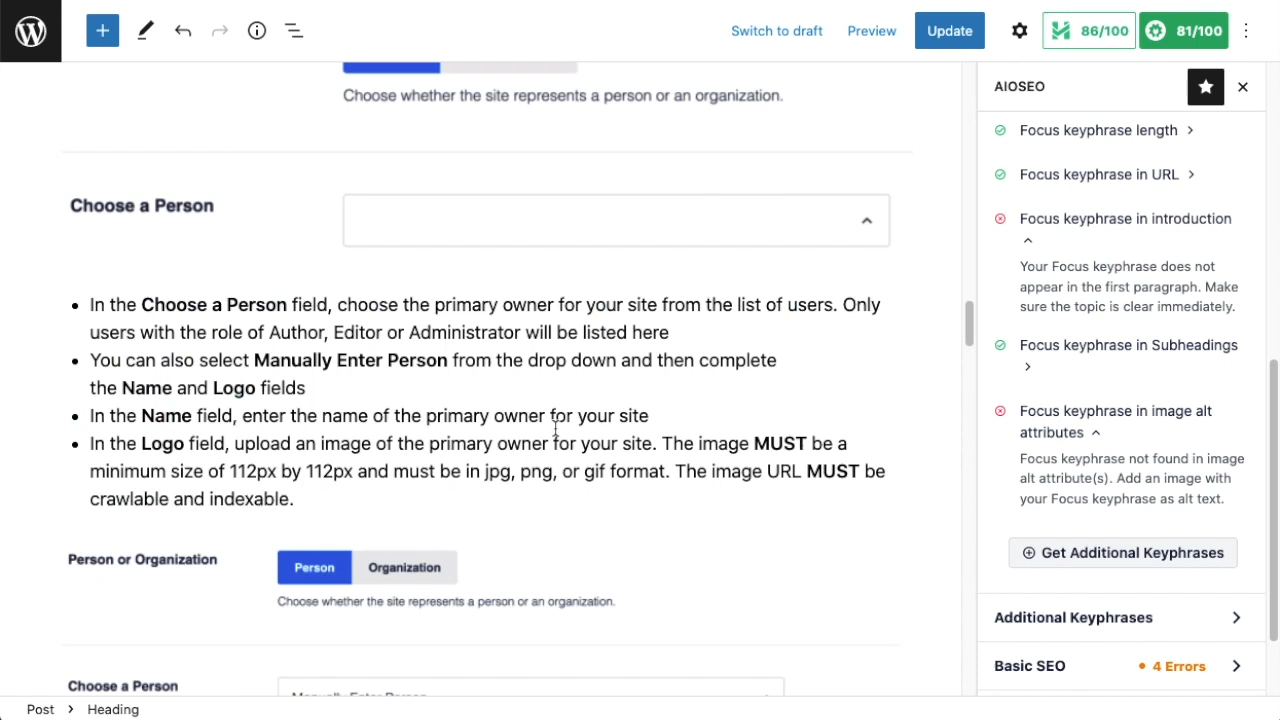 Switch to draft
Preview
Update
86/100
81/100
Choose whether the site represents a person or an organization.
Choose a Person
In the Choose a Person field, choose the primary owner for your site from the list of users. Only
users with the role of Author, Editor or Administrator will be listed here
You can also select Manually Enter Person from the drop down and then complete
the Name and Logo fields
In the Name field, enter the name of the primary owner for your site
In the Logo field, upload an image of the primary owner for your site. The image MUST be a
minimum size of 112px by 112px and must be in jpg, png, or gif format. The image URL MUST be
crawlable and indexable.
Person or Organization
Person
Organization
Choose whether the site represents a person or an organization.
Choose a Person
Manually Enter Person
AIOSEO
Focus keyphrase length
Focus keyphrase in URL
Focus keyphrase in introduction
Your Focus keyphrase does not
appear in the first paragraph. Make
sure the topic is clear immediately.
Focus keyphrase in Subheadings
Focus keyphrase in image alt
attributes
Focus keyphrase not found in image
alt attribute(s). Add an image with
your Focus keyphrase as alt text.
Get Additional Keyphrases
Additional Keyphrases
Basic SEO
4 Errors
Post
Heading